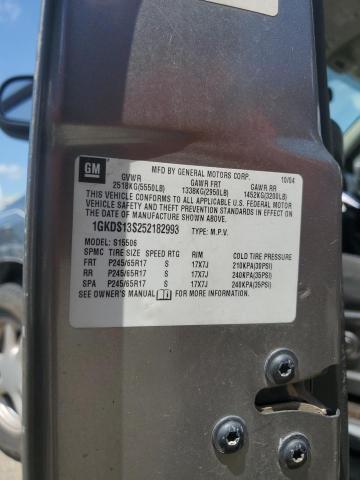 GM
MFD BY GENERAL MOTORS CORP. 10/04
GVWR GAWR FRT GAWR RR
2518KG(5550LB) 1338KG(2950LB) 1452KG(3200LB)
THIS VEHICLE CONFORMS TO ALL APPLICABLE U.S. FEDERAL MOTOR
VEHICLE SAFETY AND THEFT PREVENTION STANDARDS IN EFFECT ON
THE DATE OF MANUFACTURE SHOWN ABOVE.
1GKDS13S252182993 TYPE: M.P.V.
MODEL: S15506
SPMC TIRE SIZE SPEED RTG RIM COLD TIRE PRESSURE
FRT P245/65R17 S 17X7J 210KPA(30PSI)
RR P245/65R17 S 17X7J 240KPA(35PSI)
SPA P245/65R17 S 17X7J 240KPA(35PSI)
SEE OWNER'S MANUAL FOR MORE INFORMATION.